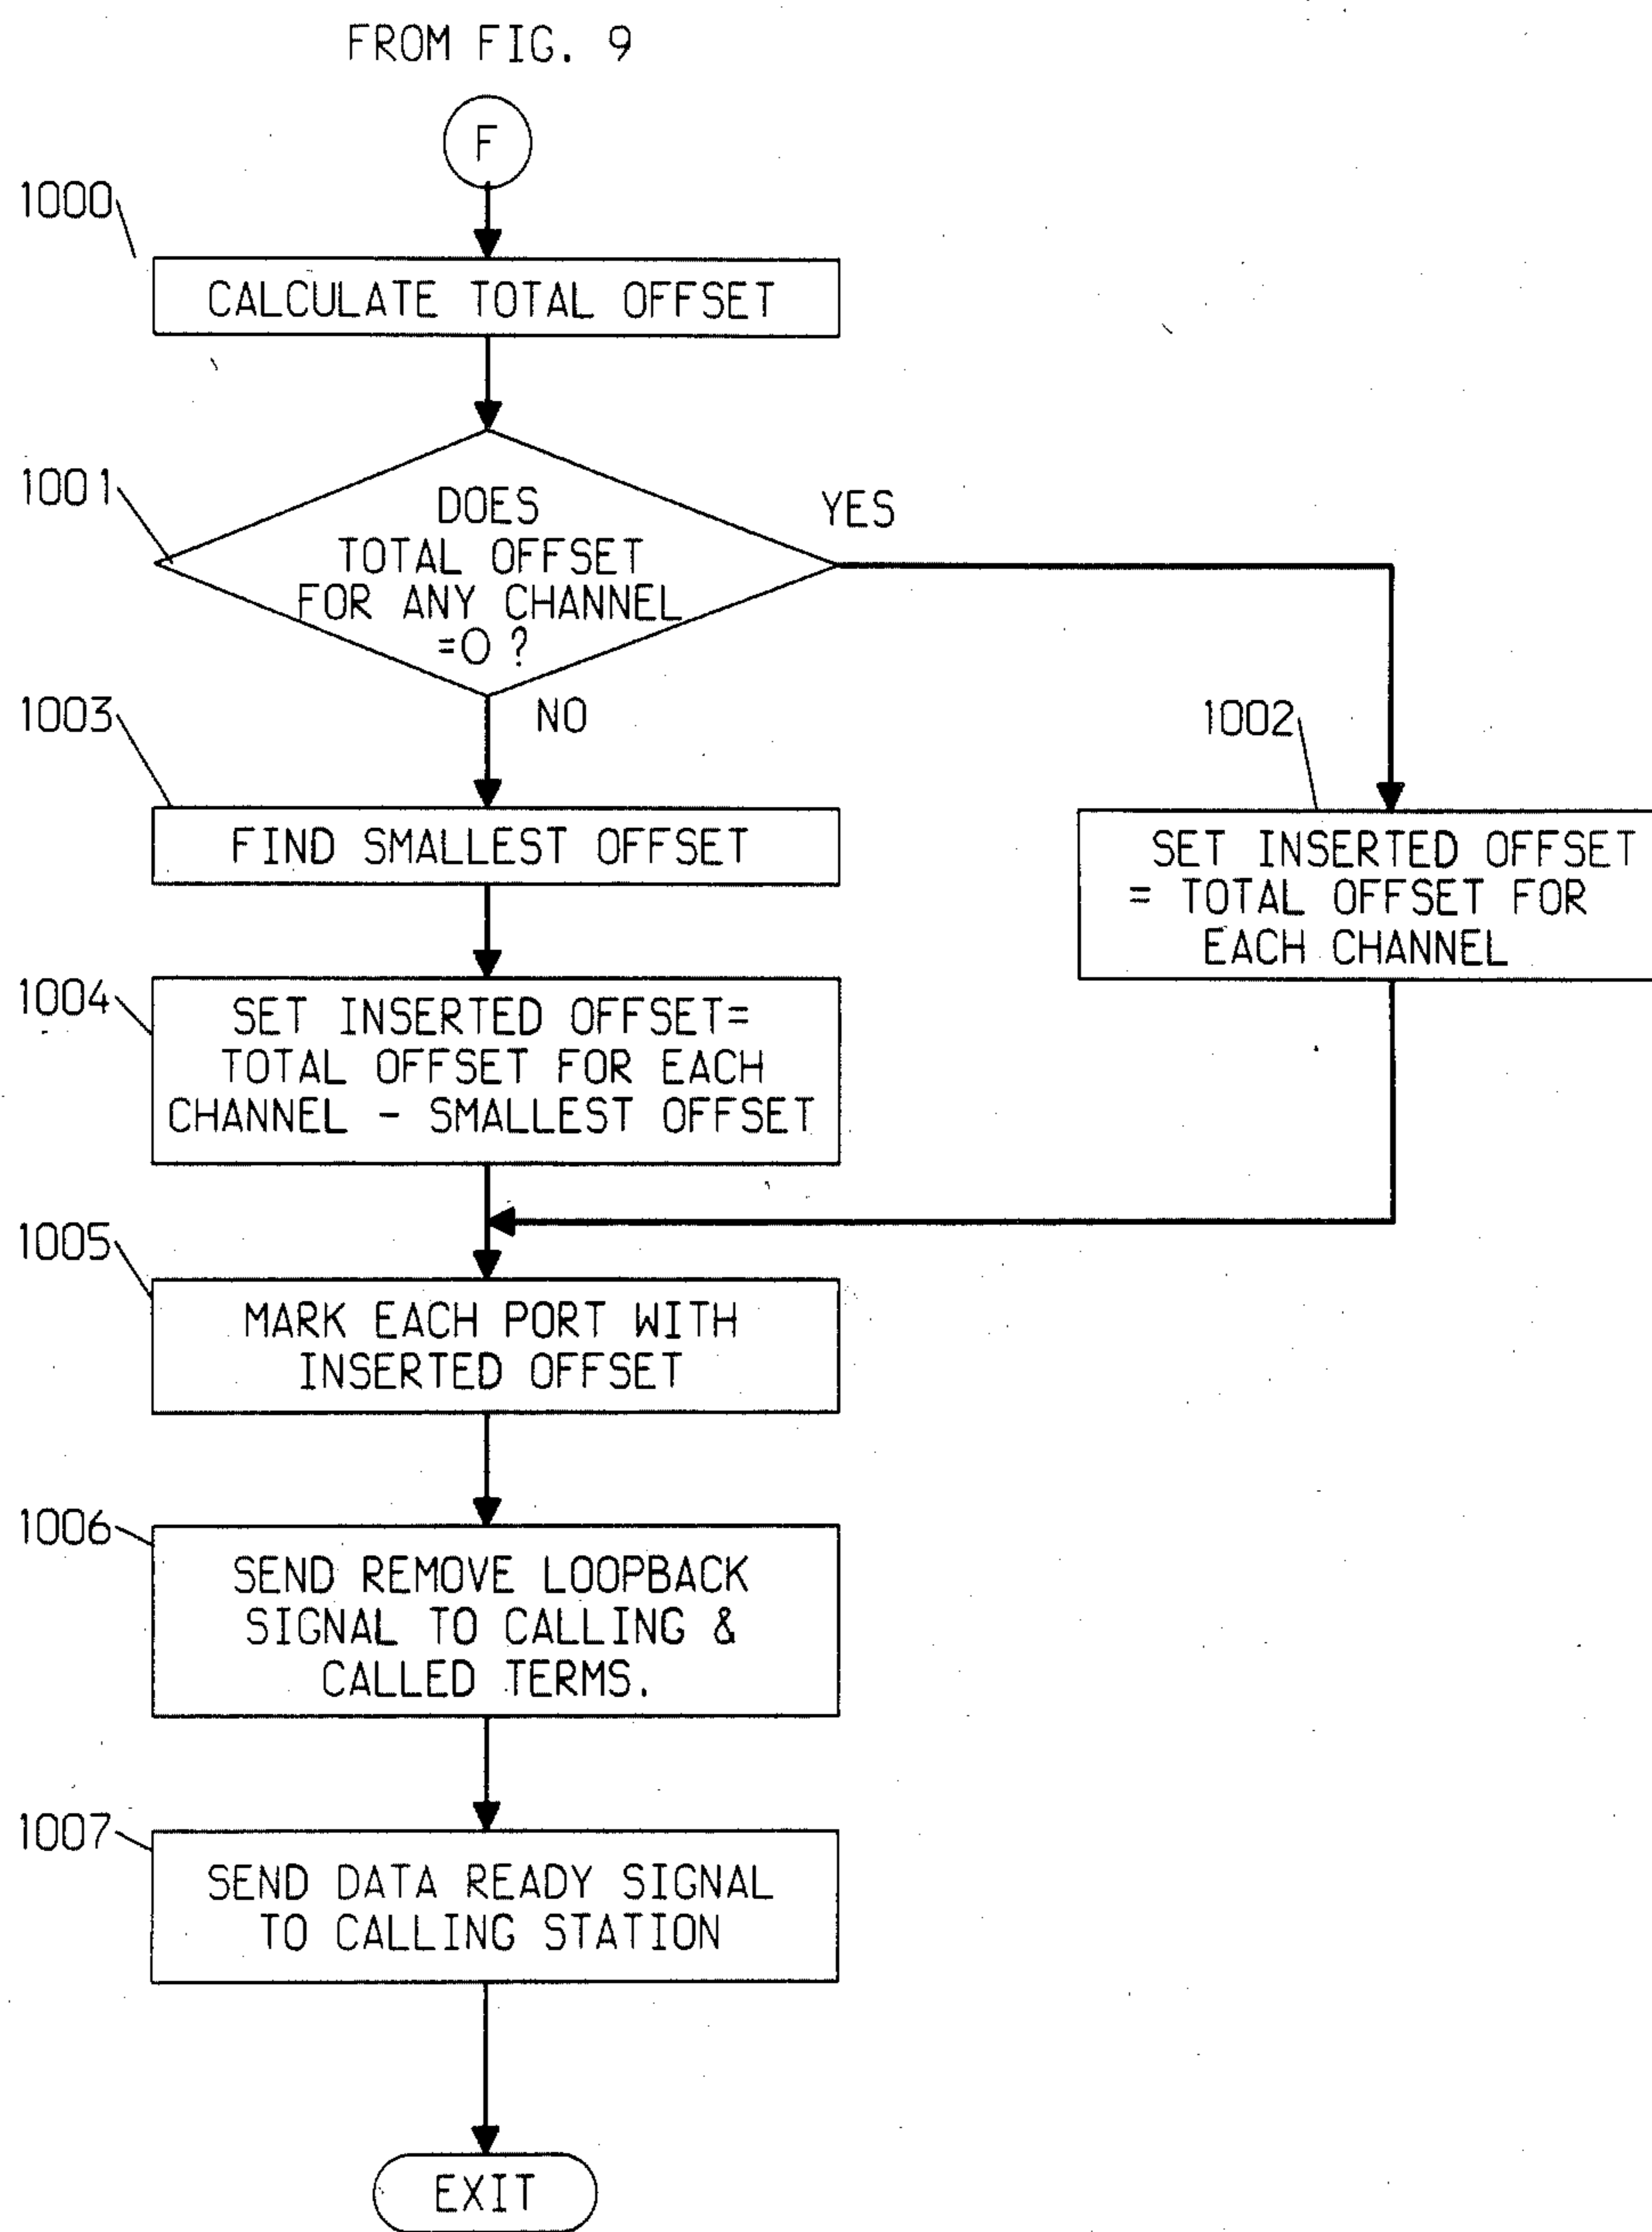 FROM FIG. 9
F
1000
CALCULATE TOTAL OFFSET
1001
DOES
TOTAL OFFSET
FOR ANY CHANNEL
=0 ?
YES
NO
1003
FIND SMALLEST OFFSET
1002
SET INSERTED OFFSET
= TOTAL OFFSET FOR
EACH CHANNEL
1004
SET INSERTED OFFSET=
TOTAL OFFSET FOR EACH
CHANNEL - SMALLEST OFFSET
1005
MARK EACH PORT WITH
INSERTED OFFSET
1006
SEND REMOVE LOOPBACK
SIGNAL TO CALLING &
CALLED TERMS.
1007
SEND DATA READY SIGNAL
TO CALLING STATION
EXIT